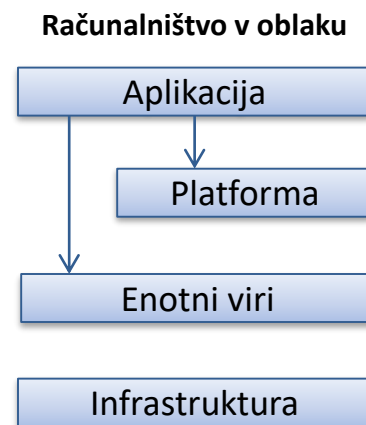 Računalništvo v oblaku
Aplikacija
Platforma
Enotni viri
Infrastruktura